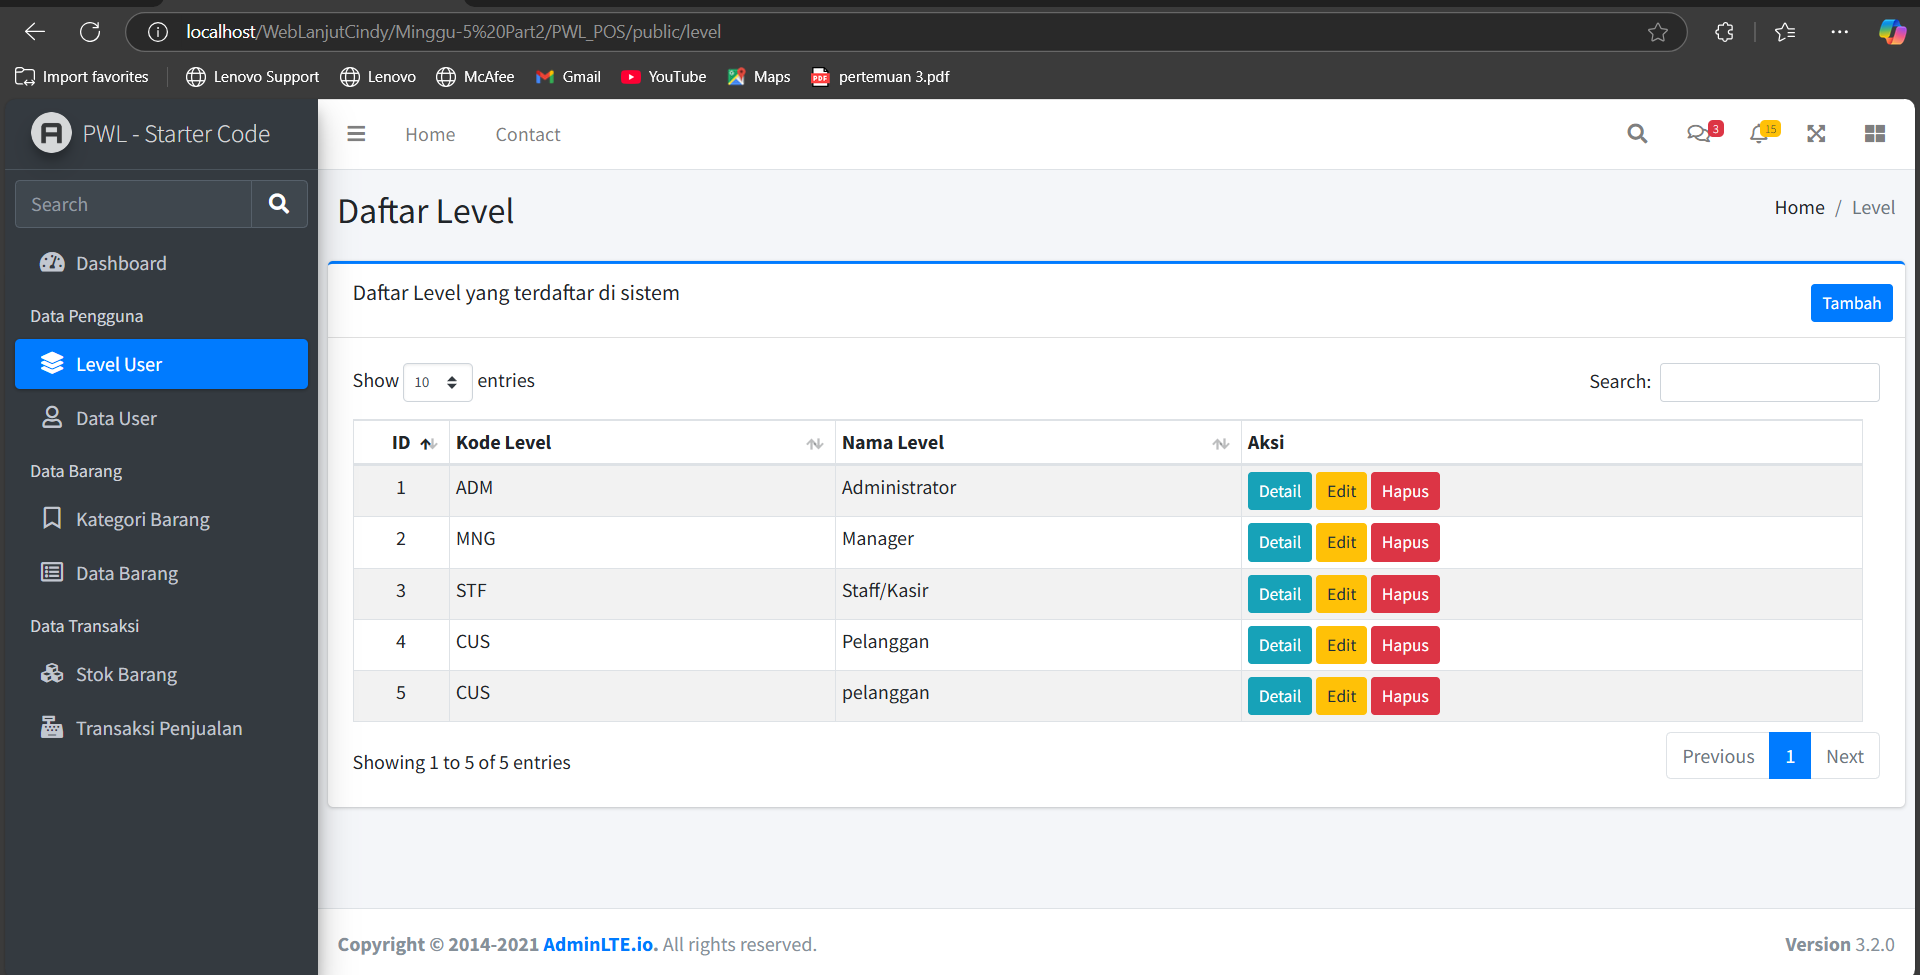 localhost/WebLanjutCindy/Minggu-5%20Part2/PWL_POS/public/level
Import favorites Lenovo Support Lenovo McAfee Gmail YouTube Maps pertemuan 3.pdf
PWL - Starter Code
Home Contact
3
15
Search
Dashboard
Data Pengguna
Level User
Data User
Data Barang
Kategori Barang
Data Barang
Data Transaksi
Stok Barang
Transaksi Penjualan
Daftar Level
Home / Level
Daftar Level yang terdaftar di sistem
Tambah
Show 10 entries
Search:
ID Kode Level Nama Level Aksi
1 ADM Administrator Detail Edit Hapus
2 MNG Manager Detail Edit Hapus
3 STF Staff/Kasir Detail Edit Hapus
4 CUS Pelanggan Detail Edit Hapus
5 CUS pelanggan Detail Edit Hapus
Showing 1 to 5 of 5 entries
Previous 1 Next
Copyright © 2014-2021 AdminLTE.io. All rights reserved.
Version 3.2.0